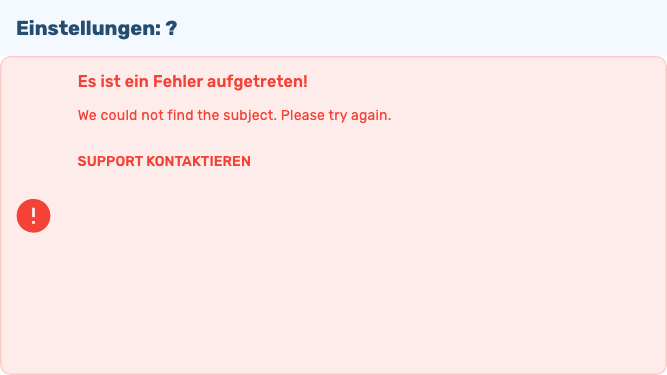 Einstellungen: ?
Es ist ein Fehler aufgetreten!
We could not find the subject. Please try again.
SUPPORT KONTAKTIEREN